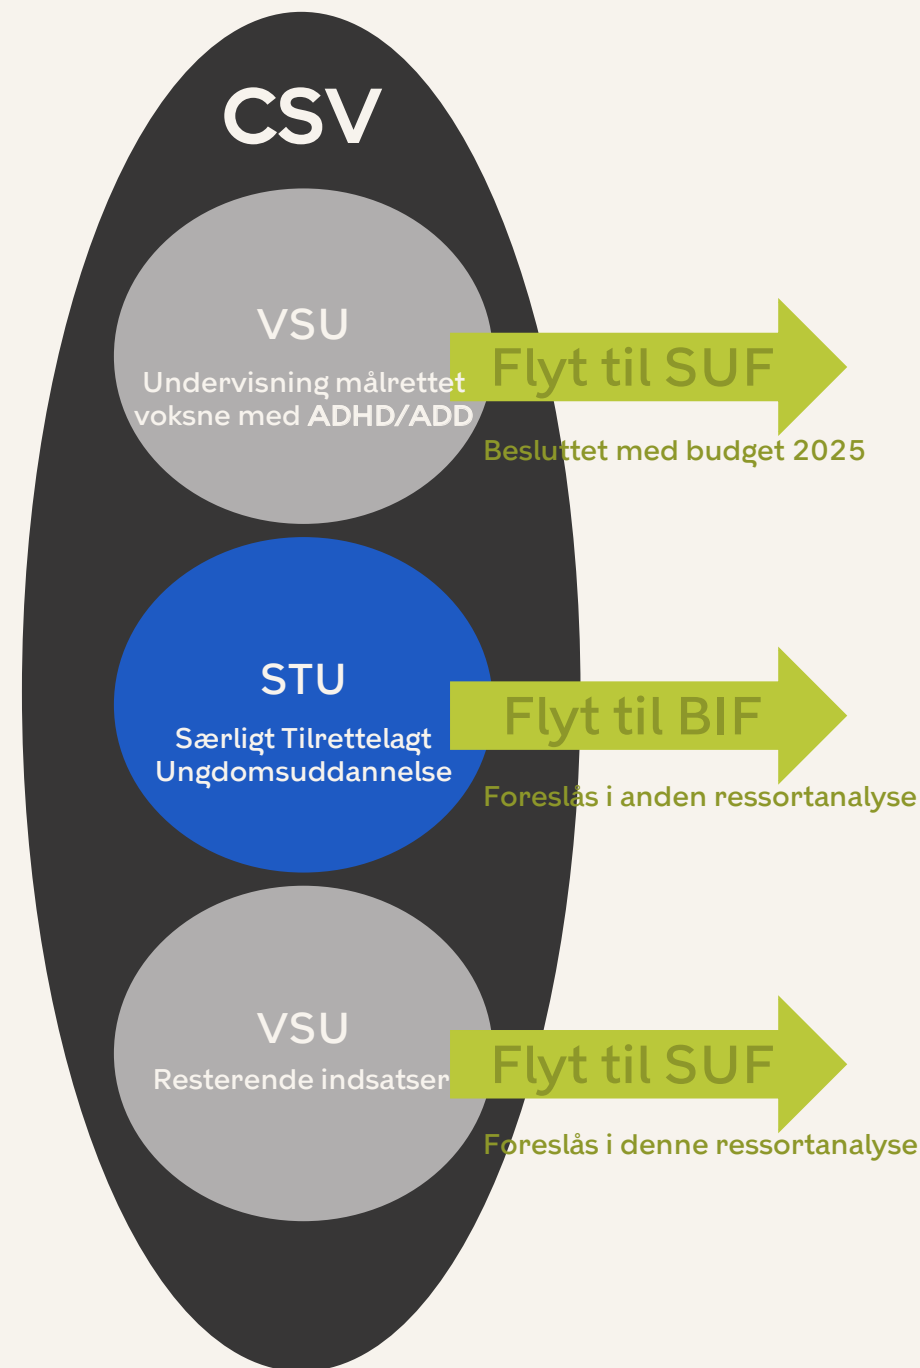 CSV
VSU
Undervisning målrettet
voksne med ADHD/ADD
Flyt til SUF
Besluttet med budget 2025
STU
Særligt Tilrettelagt
Ungdomsuddannelse
Flyt til BIF
Foreslås i anden ressortanalyse
VSU
Resterende indsatser
Flyt til SUF
Foreslås i denne ressortanalyse